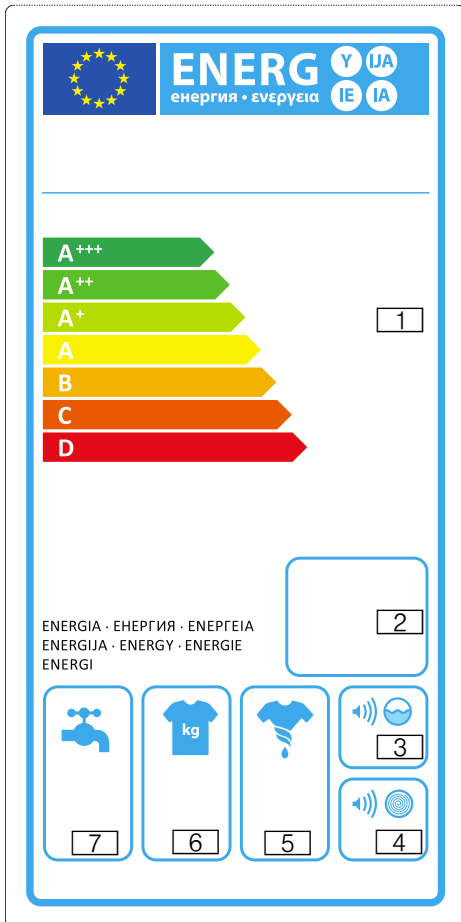 ENERG Y IJA
енергия · ενεργεια IE IA
A+++
A++
A+
1
A
B
C
D
2
ENERGIA · ЕНЕРГИЯ · ΕΝΕΡΓΕΙΑ
ENERGIJA · ENERGY · ENERGIE
ENERGI
kg
3
7 6 5 4